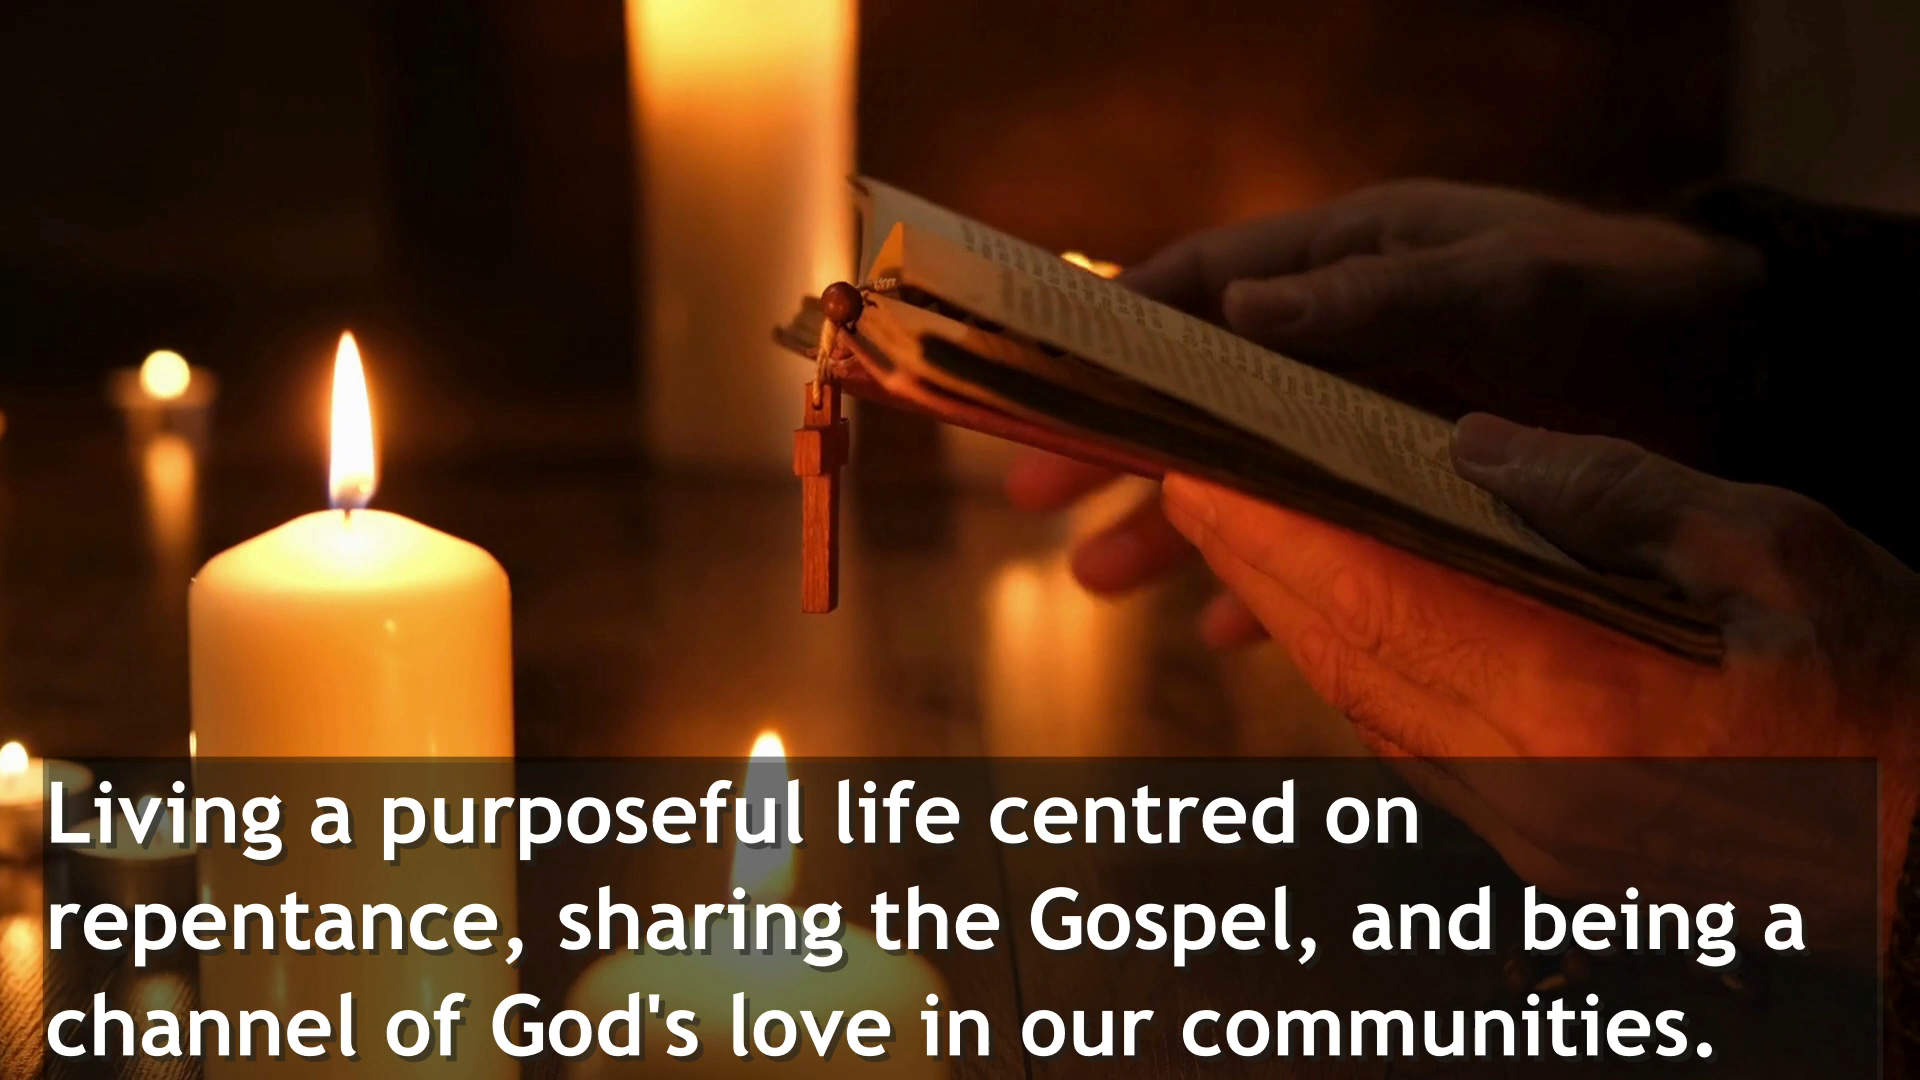 Living a purposeful life centred on
repentance, sharing the Gospel, and being a
channel of God's love in our communities.